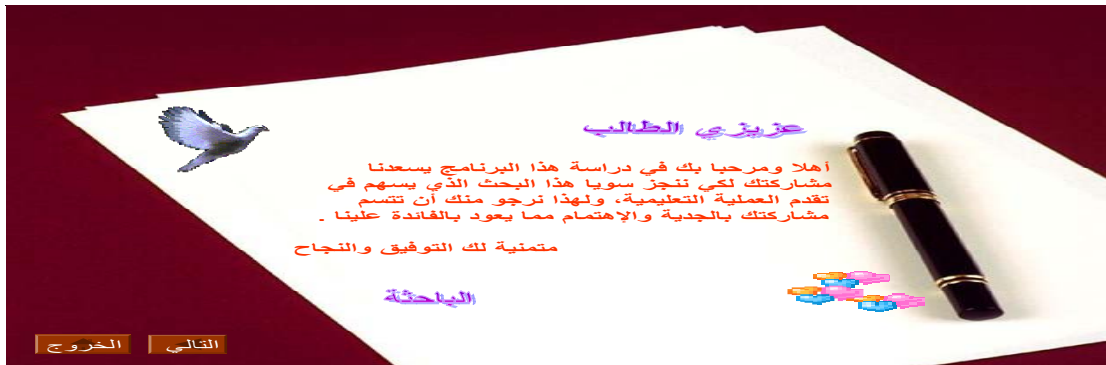 عزيزي الطالب
أهلا ومرحبا بك في دراسة هذا البرنامج يسعدنا
مشاركتك لكي ننجز سويا هذا البحث الذي يسهم في
تقدم العملية التعليمية، ولهذا نرجو منك أن تتسم
مشاركتك بالجدية والإهتمام مما يعود بالفائدة علينا .
متمنية لك التوفيق والنجاح
الباحثة
التالي
الخروج